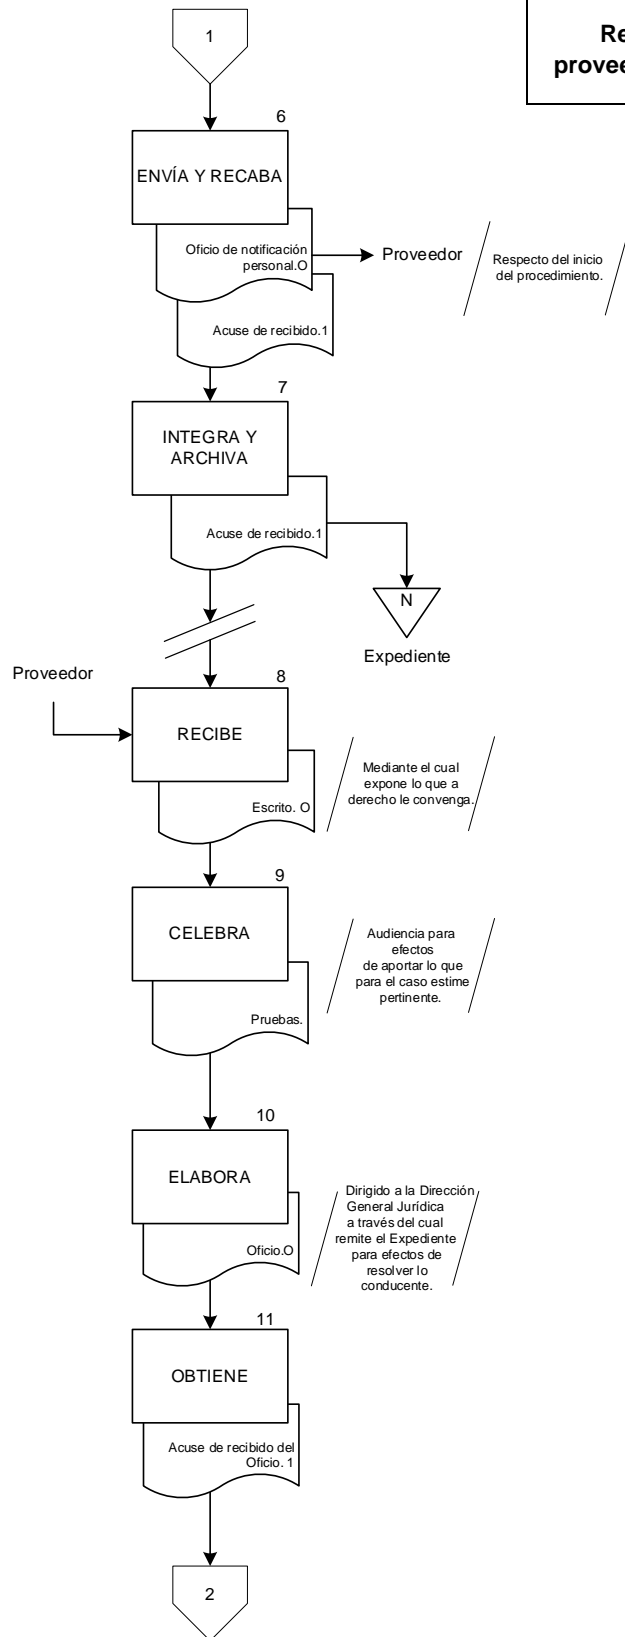 1
Re
provee
6
ENVÍA Y RECABA
Oficio de notificación
personal.O
Proveedor
Respecto del inicio
del procedimiento.
Acuse de recibido.1
7
INTEGRA Y
ARCHIVA
Acuse de recibido.1
N
Expediente
Proveedor
8
RECIBE
Escrito. O
Mediante el cual
expone lo que a
derecho le convenga.
9
CELEBRA
Pruebas.
Audiencia para
efectos
de aportar lo que
para el caso estime
pertinente.
10
ELABORA
Oficio.O
Dirigido a la Dirección
General Jurídica
a través del cual
remite el Expediente
para efectos de
resolver lo
conducente.
11
OBTIENE
Acuse de recibido del
Oficio. 1
2